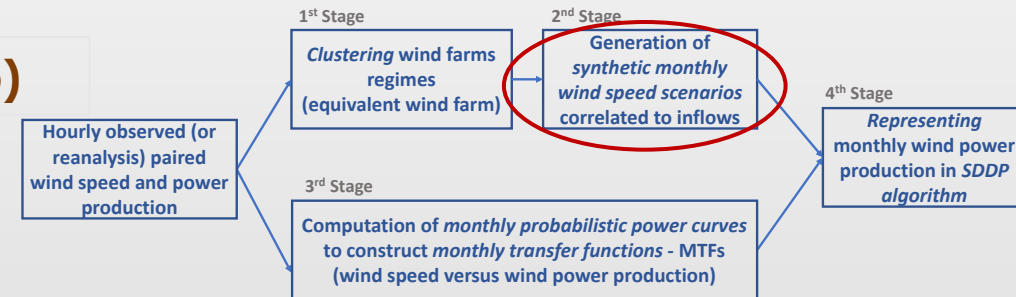 )
1st Stage
Clustering wind farms
regimes
(equivalent wind farm)
2nd Stage
Generation of
synthetic monthly
wind speed scenarios
correlated to inflows
Hourly observed (or
reanalysis) paired
wind speed and power
production
3rd Stage
Computation of monthly probabilistic power curves
to construct monthly transfer functions - MTFs
(wind speed versus wind power production)
4th Stage
Representing
monthly wind power
production in SDDP
algorithm